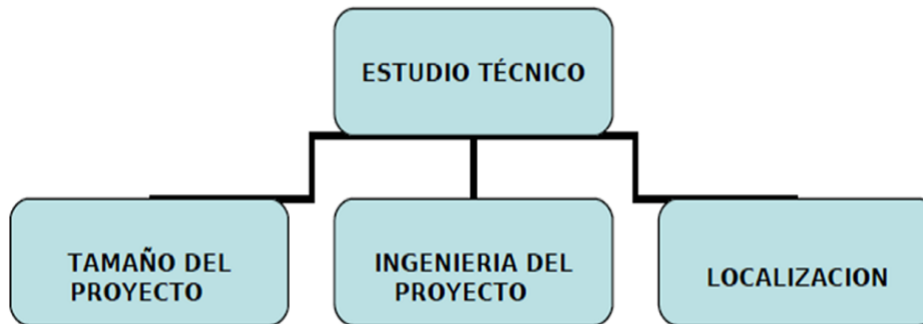 ESTUDIO TÉCNICO
TAMAÑO DEL
PROYECTO
INGENIERIA DEL
PROYECTO
LOCALIZACION